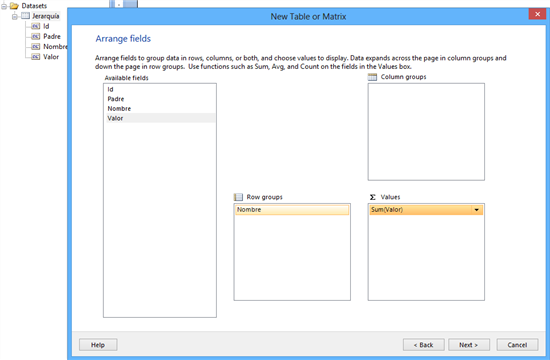 Datasets
Jerarquía
Id
Padre
Nombre
Valor
New Table or Matrix
Arrange fields
Arrange fields to group data in rows, columns, or both, and choose values to display. Data expands across the page in column groups and
down the page in row groups. Use functions such as Sum, Avg, and Count on the fields in the Values box.
Available fields
Id
Padre
Nombre
Valor
Column groups
Row groups
Nombre
Σ Values
Sum(Valor)
Help
< Back
Next >
Cancel